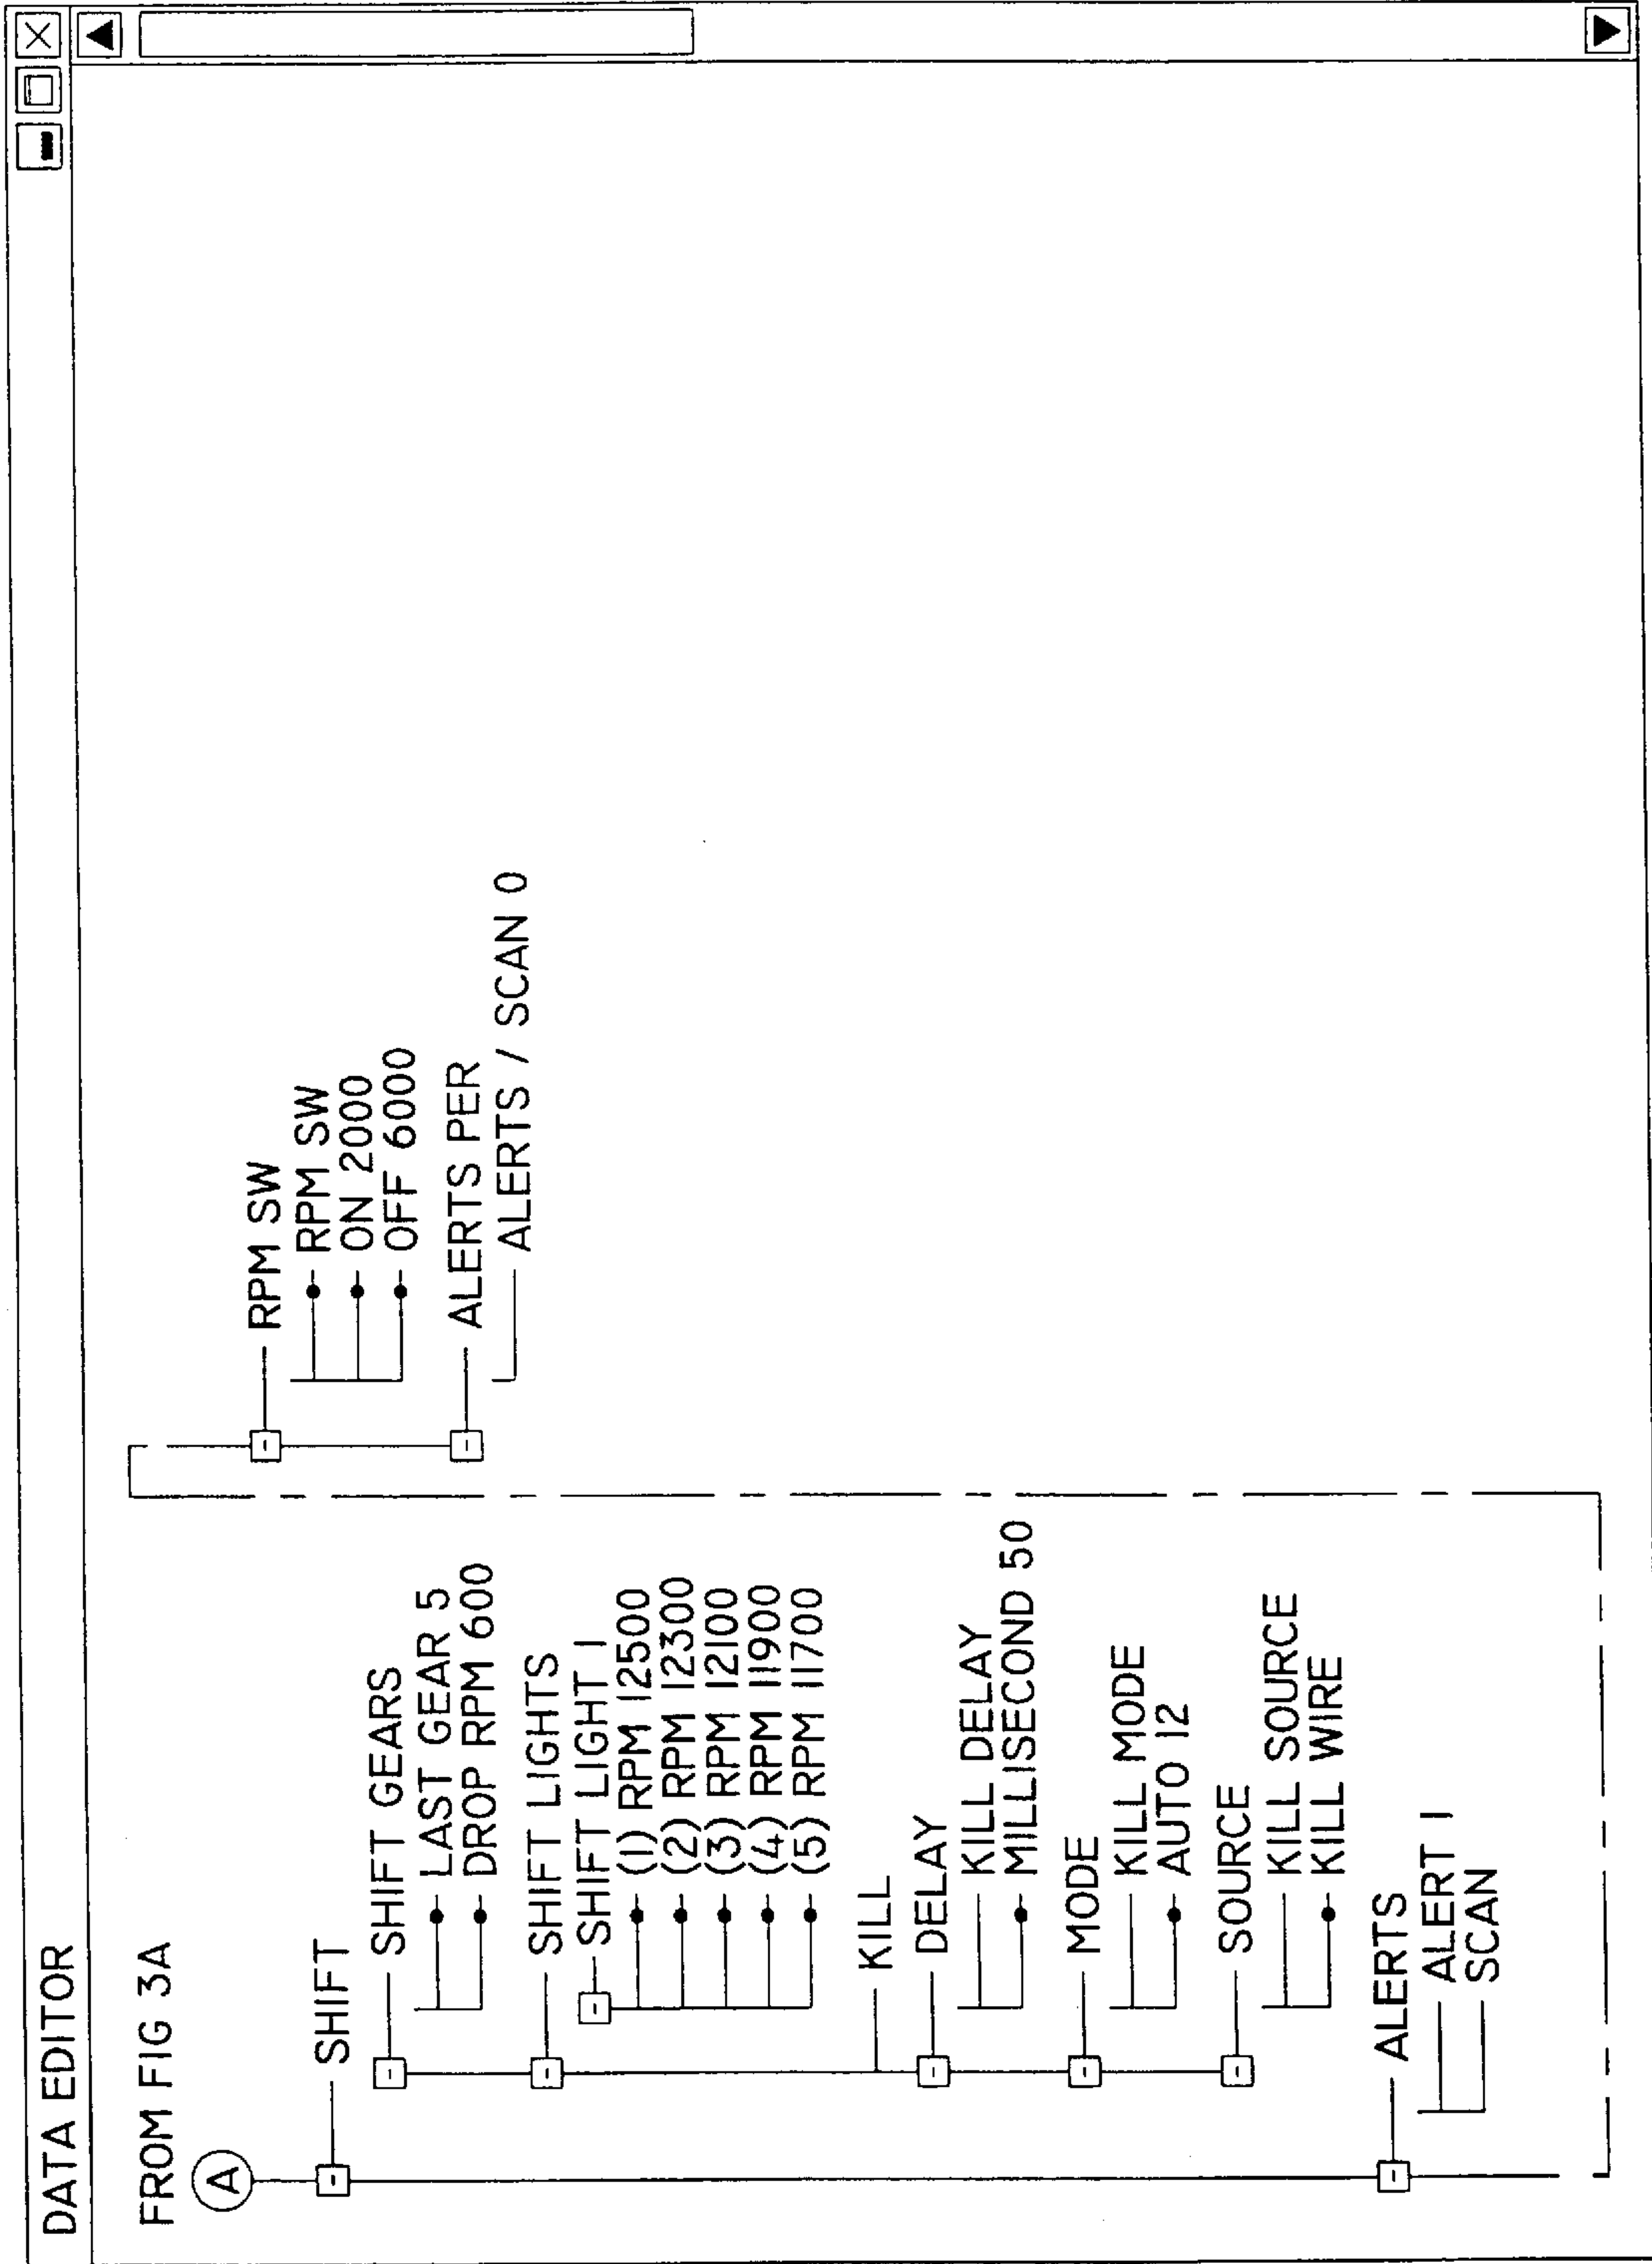 DATA EDITOR
FROM FIG 3A
A
SHIFT
SHIFT GEARS
LAST GEAR 5
DROP RPM 600
SHIFT LIGHTS
SHIFT LIGHT 1
(1) RPM 12500
(2) RPM 12300
(3) RPM 12100
(4) RPM 11900
(5) RPM 11700
KILL
DELAY
KILL DELAY
MILLISECOND 50
MODE
KILL MODE
AUTO 12
SOURCE
KILL SOURCE
KILL WIRE
ALERTS
ALERT 1
SCAN
RPM SW
RPM SW
ON 2000
OFF 6000
ALERTS PER
ALERTS / SCAN 0